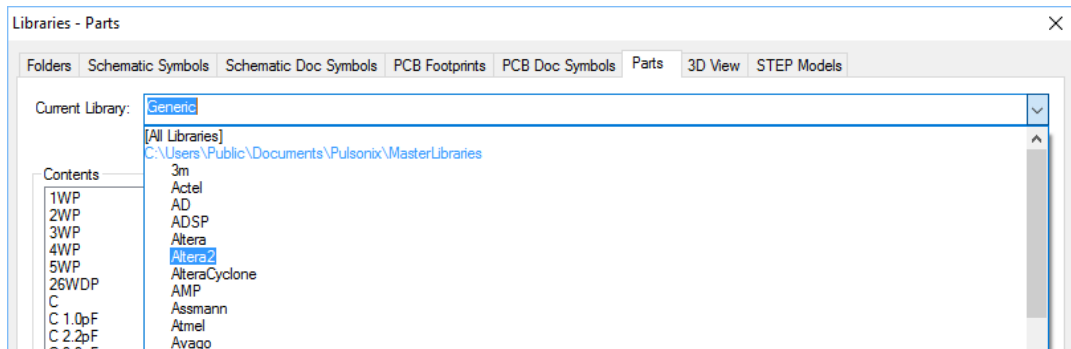 Libraries - Parts
Folders Schematic Symbols Schematic Doc Symbols PCB Footprints PCB Doc Symbols Parts 3D View STEP Models
Current Library: Generic
[All Libraries]
C:\Users\Public\Documents\Pulsonix\MasterLibraries
3m
Actel
AD
ADSP
Altera
Altera2
AlteraCyclone
AMP
Assmann
Atmel
Avago
Contents
1WP
2WP
3WP
4WP
5WP
26WDP
C
C 1.0pF
C 2.2pF